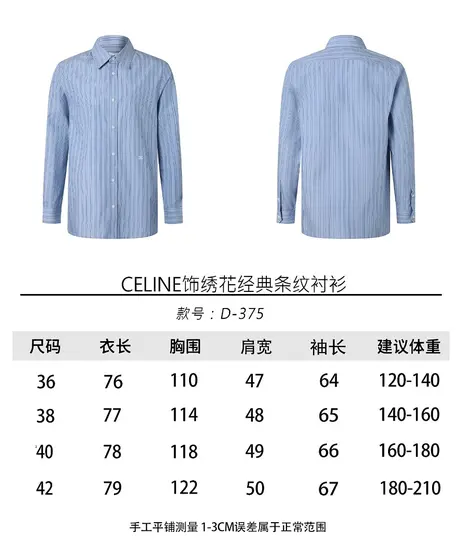 CELINE饰绣花经典条纹衬衫
款号：D-375
尺码 衣长 胸围 肩宽 袖长 建议体重
36 76 110 47 64 120-140
38 77 114 48 65 140-160
40 78 118 49 66 160-180
42 79 122 50 67 180-210
手工平铺测量 1-3CM误差属于正常范围